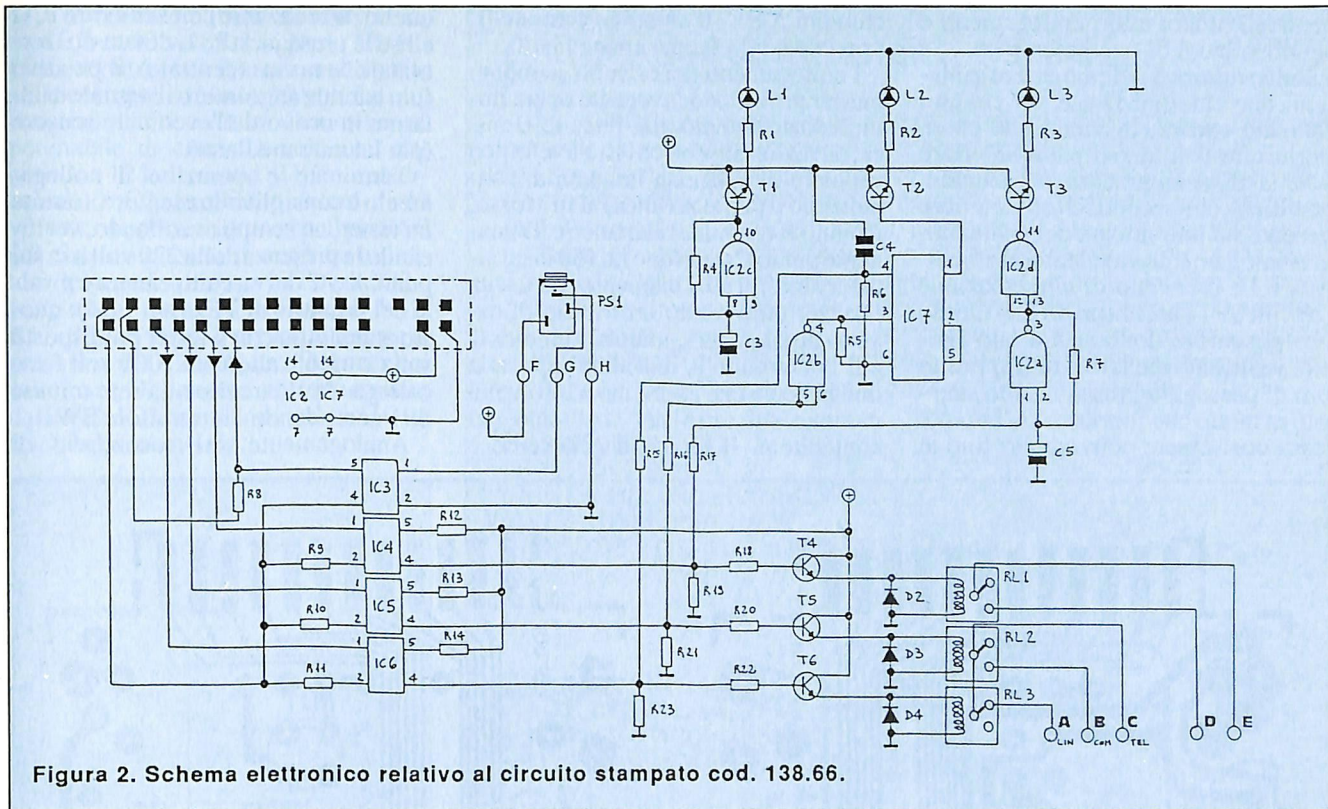 L1
L2
L3
R1
R2
R3
T1
T2
T3
10
IC2c
8
9
R4
C3
C4
4
R6
3
6
IC7
1
2
5
4
IC2b
5
6
R5
11
IC2d
12
13
3
IC2a
1
2
R7
C5
PS1
F
G
H
14
14
IC2
IC7
7
7
R8
5
4
IC3
1
2
1
2
IC4
5
4
1
2
IC5
5
4
1
2
IC6
5
4
R9
R10
R11
R12
R13
R14
R15
R16
R17
R18
R19
R20
R21
R22
R23
T4
T5
T6
D2
D3
D4
RL1
RL2
RL3
A
B
C
D
E
LIN
COM
TEL
Figura 2. Schema elettronico relativo al circuito stampato cod. 138.66.